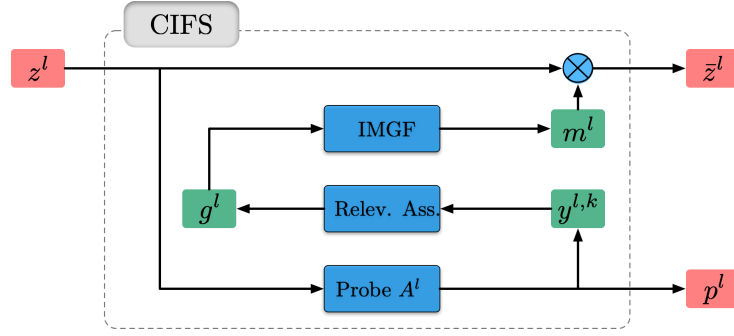 CIFS
z^l
z̄^l
IMGF
m^l
g^l
Relev. Ass.
y^{l,k}
Probe A^l
p^l